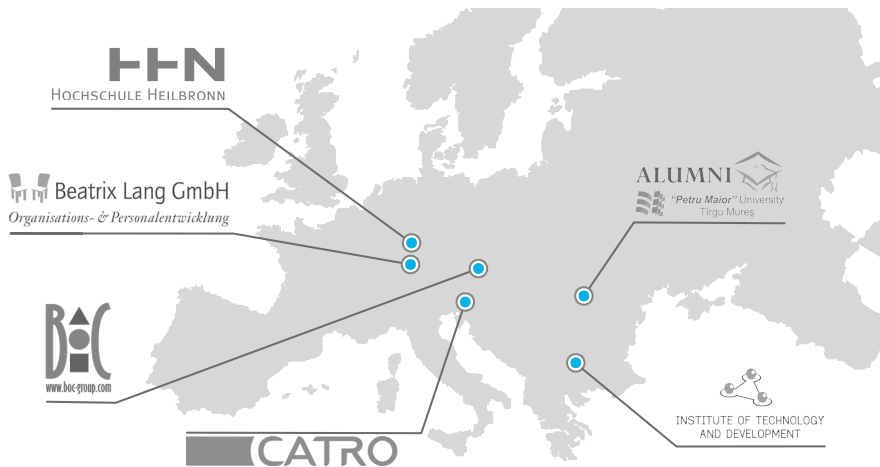 HHN
HOCHSCHULE HEILBRONN
Beatrix Lang GmbH
Organisations- & Personalentwicklung
ALUMNI
"Petru Maior" University
Tirgu Mureş
BOC
www.boc-group.com
CATRO
INSTITUTE OF TECHNOLOGY
AND DEVELOPMENT